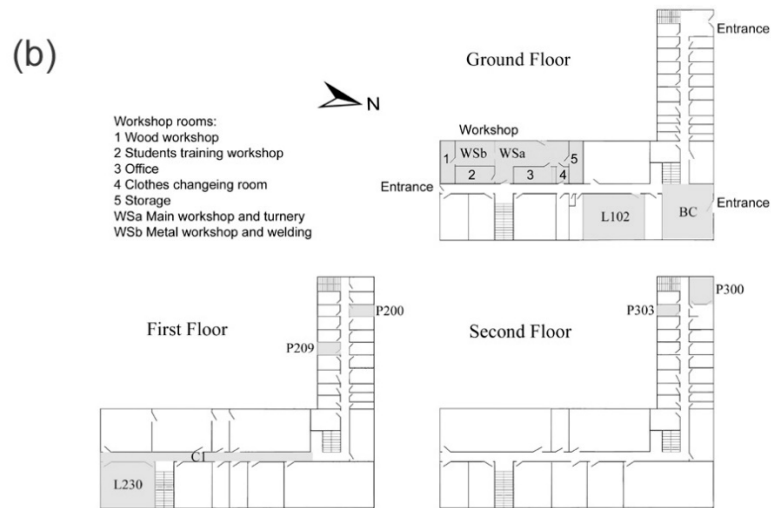 (b)
Ground Floor
Entrance
N
Workshop rooms:
1 Wood workshop
2 Students training workshop
3 Office
4 Clothes changeing room
5 Storage
WSa Main workshop and turnery
WSb Metal workshop and welding
Workshop
1
WSb
WSa
5
2
3
4
Entrance
L102
BC
Entrance
First Floor
P200
P209
C1
L230
Second Floor
P303
P300